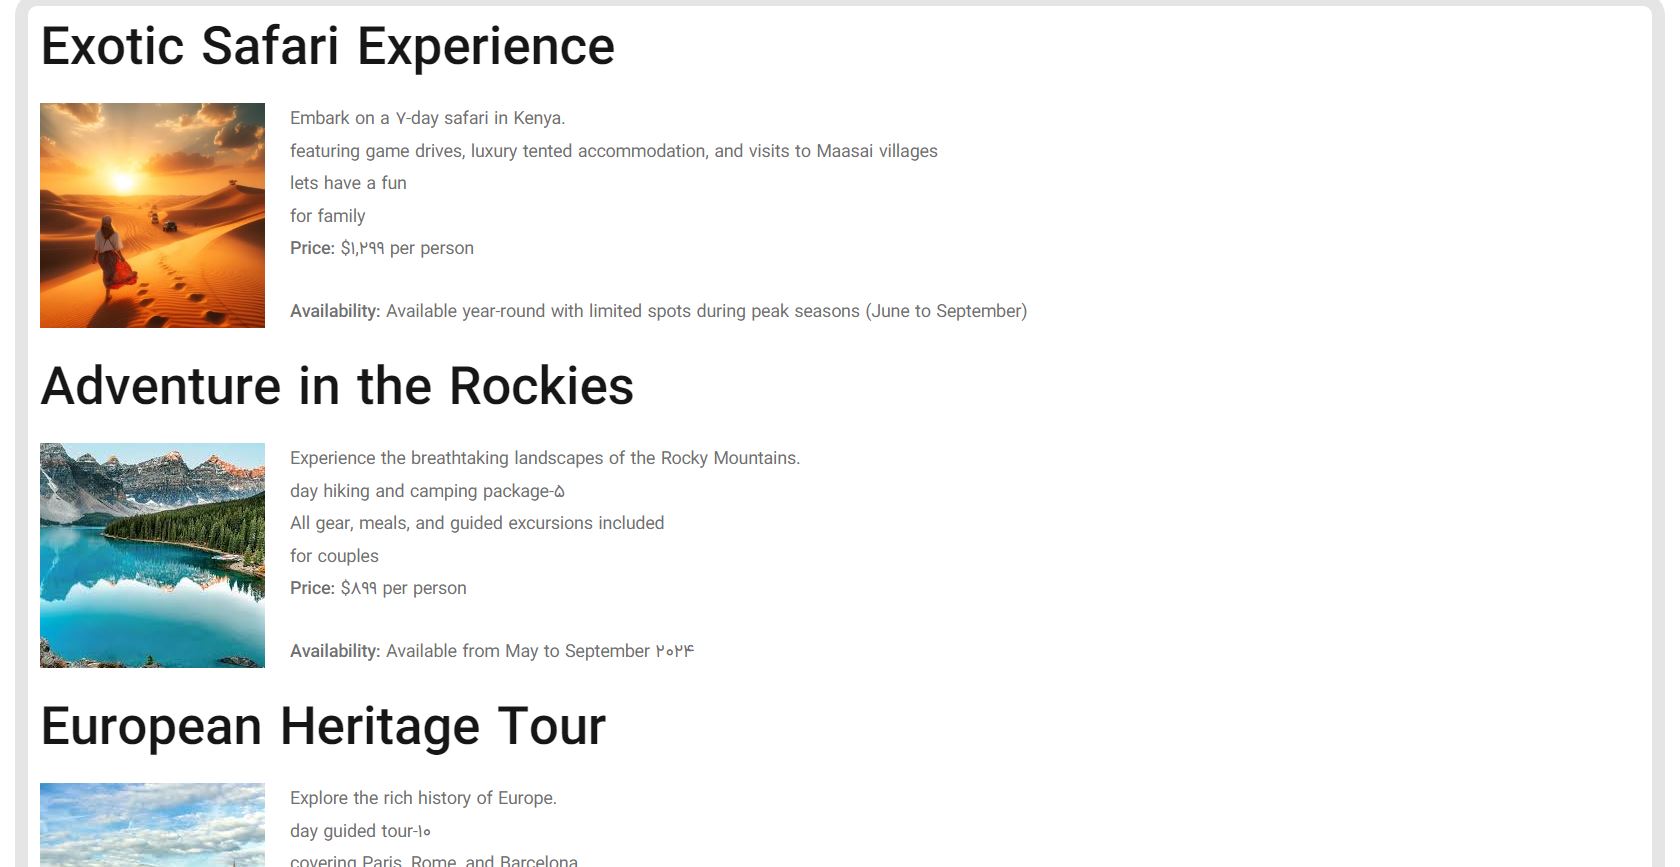 Exotic Safari Experience
Embark on a ۷-day safari in Kenya.
featuring game drives, luxury tented accommodation, and visits to Maasai villages
lets have a fun
for family
Price: $۱,۲۹۹ per person
Availability: Available year-round with limited spots during peak seasons (June to September)
Adventure in the Rockies
Experience the breathtaking landscapes of the Rocky Mountains.
day hiking and camping package-۵
All gear, meals, and guided excursions included
for couples
Price: $۸۹۹ per person
Availability: Available from May to September ۲۰۲۴
European Heritage Tour
Explore the rich history of Europe.
day guided tour-۱۰
covering Paris, Rome, and Barcelona